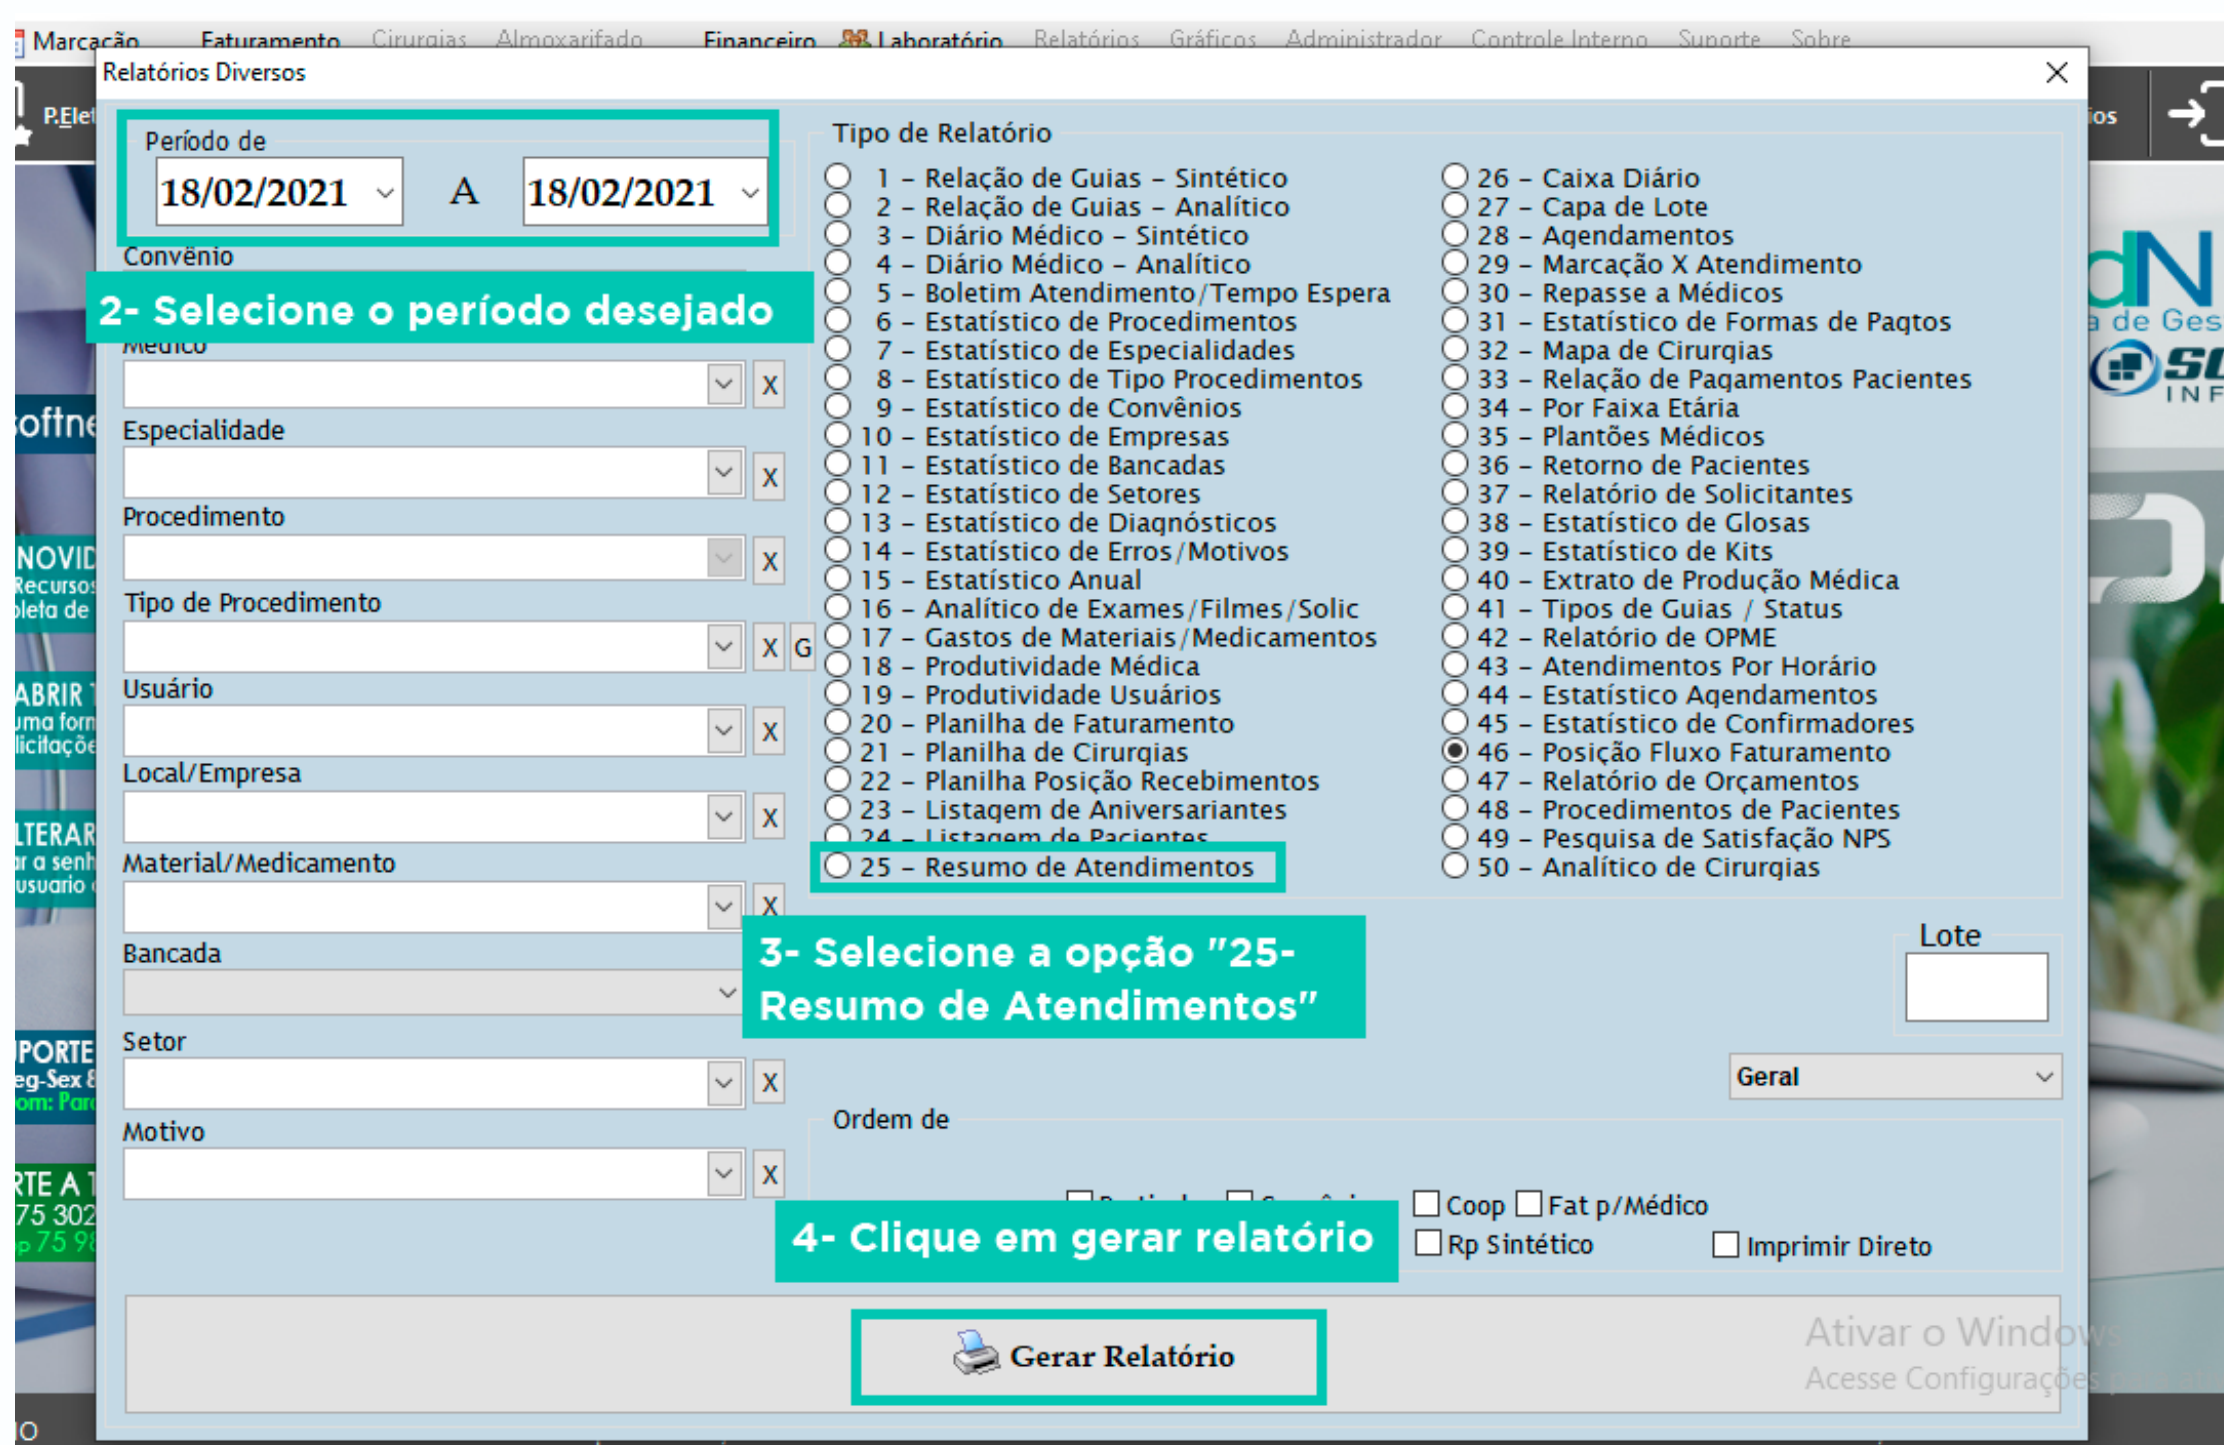 Marcação Faturamento Cirurgias Almoxarifado Financeiro Laboratório Relatórios Gráficos Administrador Controle Interno Suporte Sobre
Relatórios Diversos
Período de
18/02/2021 A 18/02/2021
Convênio
2- Selecione o período desejado
Médico
X
Especialidade
X
Procedimento
X
Tipo de Procedimento
X G
Usuário
X
Local/Empresa
X
Material/Medicamento
X
Bancada
Setor
X
Motivo
X
Tipo de Relatório
1 - Relação de Guias - Sintético
2 - Relação de Guias - Analítico
3 - Diário Médico - Sintético
4 - Diário Médico - Analítico
5 - Boletim Atendimento/Tempo Espera
6 - Estatístico de Procedimentos
7 - Estatístico de Especialidades
8 - Estatístico de Tipo Procedimentos
9 - Estatístico de Convênios
10 - Estatístico de Empresas
11 - Estatístico de Bancadas
12 - Estatístico de Setores
13 - Estatístico de Diagnósticos
14 - Estatístico de Erros/Motivos
15 - Estatístico Anual
16 - Analítico de Exames/Filmes/Solic
17 - Gastos de Materiais/Medicamentos
18 - Produtividade Médica
19 - Produtividade Usuários
20 - Planilha de Faturamento
21 - Planilha de Cirurgias
22 - Planilha Posição Recebimentos
23 - Listagem de Aniversariantes
24 - Listagem de Pacientes
25 - Resumo de Atendimentos
26 - Caixa Diário
27 - Capa de Lote
28 - Agendamentos
29 - Marcação X Atendimento
30 - Repasse a Médicos
31 - Estatístico de Formas de Pagtos
32 - Mapa de Cirurgias
33 - Relação de Pagamentos Pacientes
34 - Por Faixa Etária
35 - Plantões Médicos
36 - Retorno de Pacientes
37 - Relatório de Solicitantes
38 - Estatístico de Glosas
39 - Estatístico de Kits
40 - Extrato de Produção Médica
41 - Tipos de Guias / Status
42 - Relatório de OPME
43 - Atendimentos Por Horário
44 - Estatístico Agendamentos
45 - Estatístico de Confirmadores
46 - Posição Fluxo Faturamento
47 - Relatório de Orçamentos
48 - Procedimentos de Pacientes
49 - Pesquisa de Satisfação NPS
50 - Analítico de Cirurgias
3- Selecione a opção "25-
Resumo de Atendimentos"
Lote
Geral
Ordem de
Coop Fat p/Médico
4- Clique em gerar relatório
Rp Sintético Imprimir Direto
Gerar Relatório
Ativar o Windows
Acesse Configurações